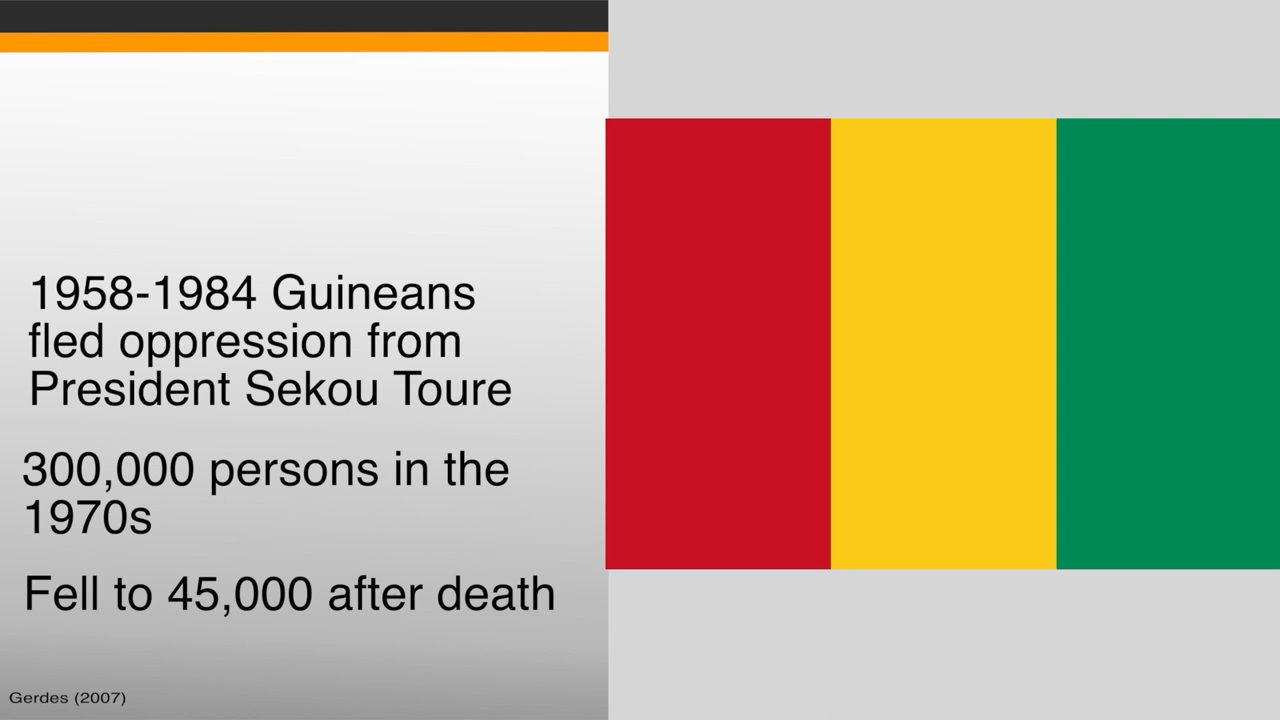 1958-1984 Guineans
fled oppression from
President Sekou Toure
300,000 persons in the
1970s
Fell to 45,000 after death
Gerdes (2007)